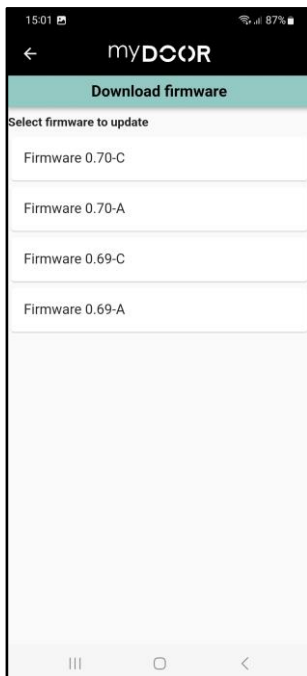 15:01 87%
myDOOR
Download firmware
Select firmware to update
Firmware 0.70-C
Firmware 0.70-A
Firmware 0.69-C
Firmware 0.69-A